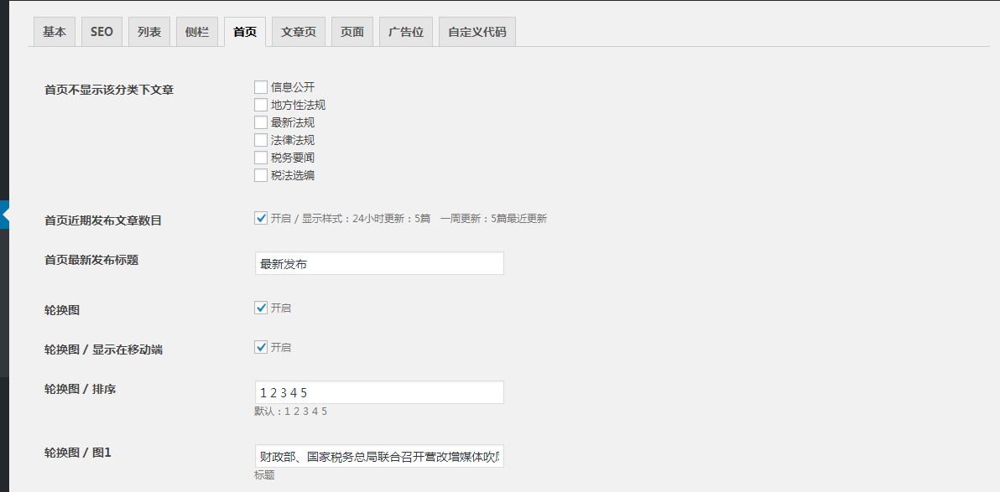 基本 SEO 列表 侧栏 首页 文章页 页面 广告位 自定义代码
首页不显示该分类下文章
信息公开
地方性法规
最新法规
法律法规
税务要闻
税法选编
首页近期发布文章数目 开启 / 显示样式：24小时更新：5篇 一周更新：5篇最近更新
首页最新发布标题 最新发布
轮换图 开启
轮换图 / 显示在移动端 开启
轮换图 / 排序 1 2 3 4 5
默认：1 2 3 4 5
轮换图 / 图1 财政部、国家税务总局联合召开营改增媒体吹
标题